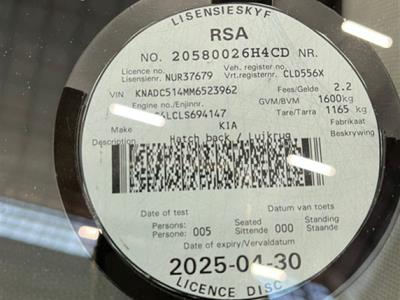 LISENSIESKYF
RSA
NO. 20580026H4CD NR.
Licence no. Veh. register no.
Lisensienr. NUR37679 Vrt.registernr. CLD556X
VIN KNADC514MM6523962 Fees/Gelde 2.2
Engine no./Enjinnr. GVM/BVM 1600kg
LCLS694147 Tare/Tarra 1165 kg
Make KIA Fabrikaat
Description Hatch back / Luikrug Beskrywing
Date of test Datum van toets
Persons: Seated Standing
Persone: 005 Sittende 000 Staande
Date of expiry/Vervaldatum
2025-04-30
LICENCE DISC